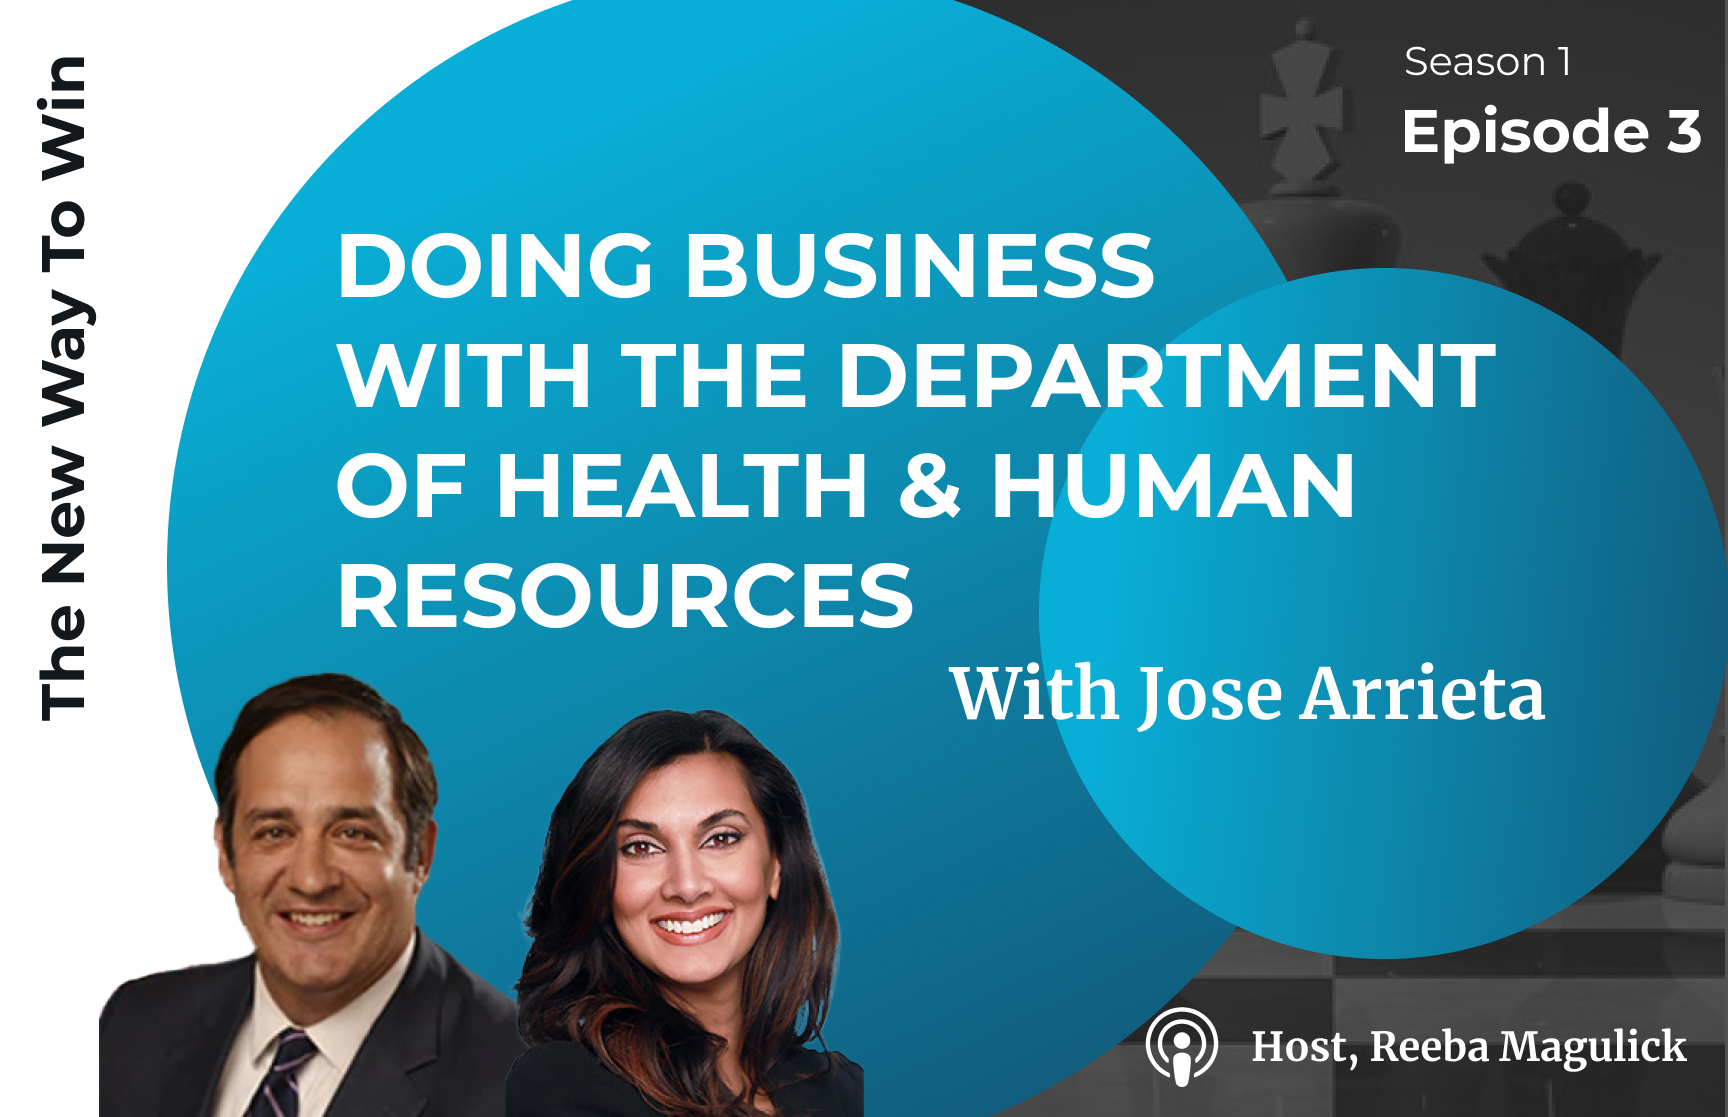 The New Way To Win
Season 1
Episode 3
DOING BUSINESS
WITH THE DEPARTMENT
OF HEALTH & HUMAN
RESOURCES
With Jose Arrieta
Host, Reeba Magulick